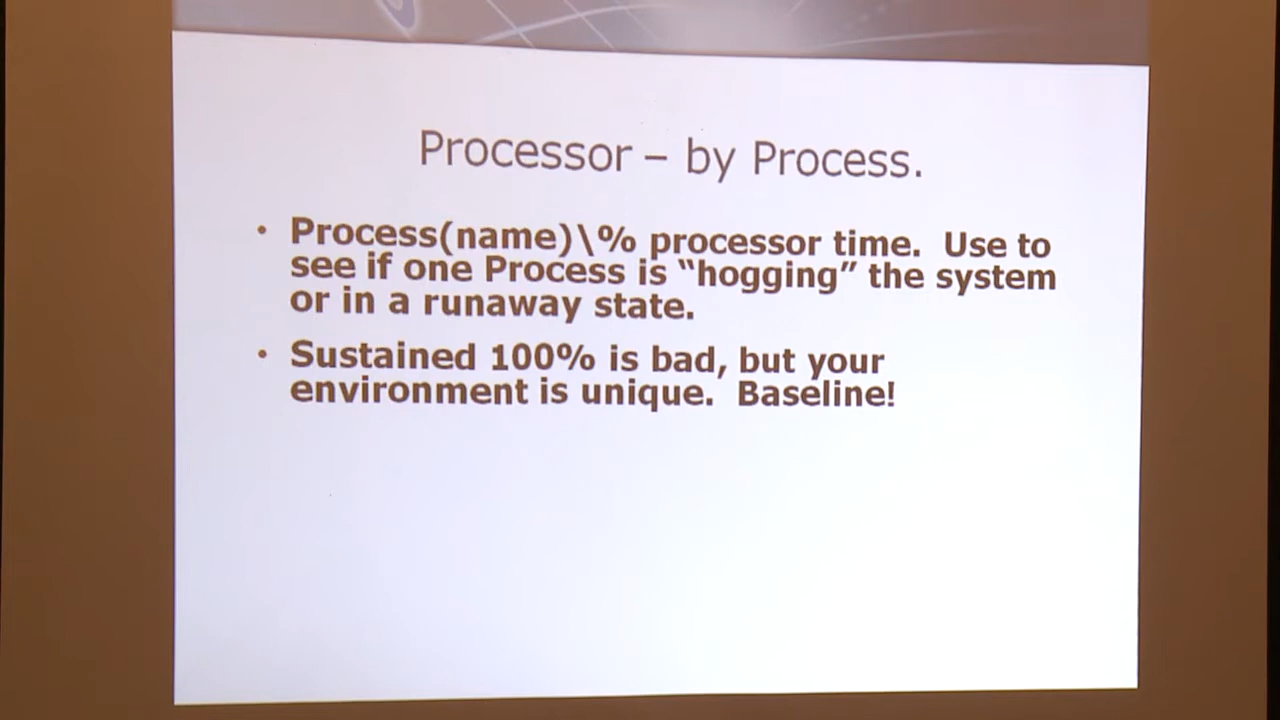 Processor – by Process.
• Process(name)\% processor time.  Use to
see if one Process is “hogging” the system
or in a runaway state.
• Sustained 100% is bad, but your
environment is unique.  Baseline!